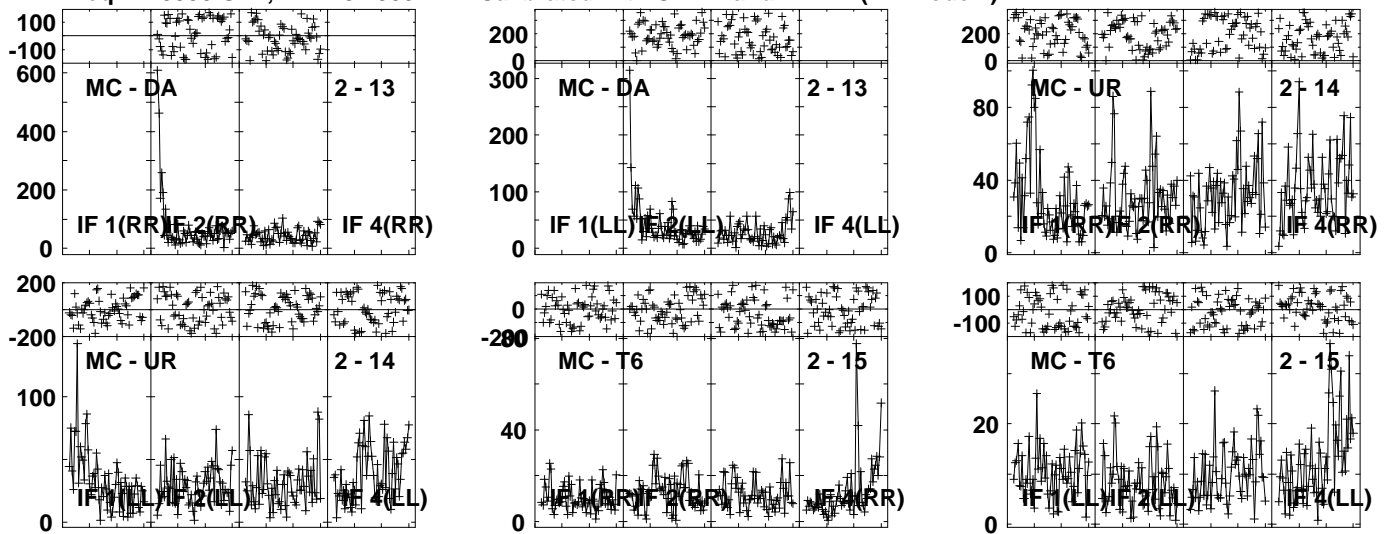 100
-100
600
400
200
0
MC - DA
2 - 13
IF 1(RR)
IF 2(RR)
IF 4(RR)
200
0
300
200
100
0
MC - DA
2 - 13
IF 1(LL)
IF 2(LL)
IF 4(LL)
200
0
80
40
0
MC - UR
2 - 14
IF 1(RR)
IF 2(RR)
IF 4(RR)
200
-200
100
0
MC - UR
2 - 14
IF 1(LL)
IF 2(LL)
IF 4(LL)
0
-200
80
40
0
MC - T6
2 - 15
IF 1(RR)
IF 2(RR)
IF 4(RR)
100
-100
20
0
MC - T6
2 - 15
IF 1(LL)
IF 2(LL)
IF 4(LL)